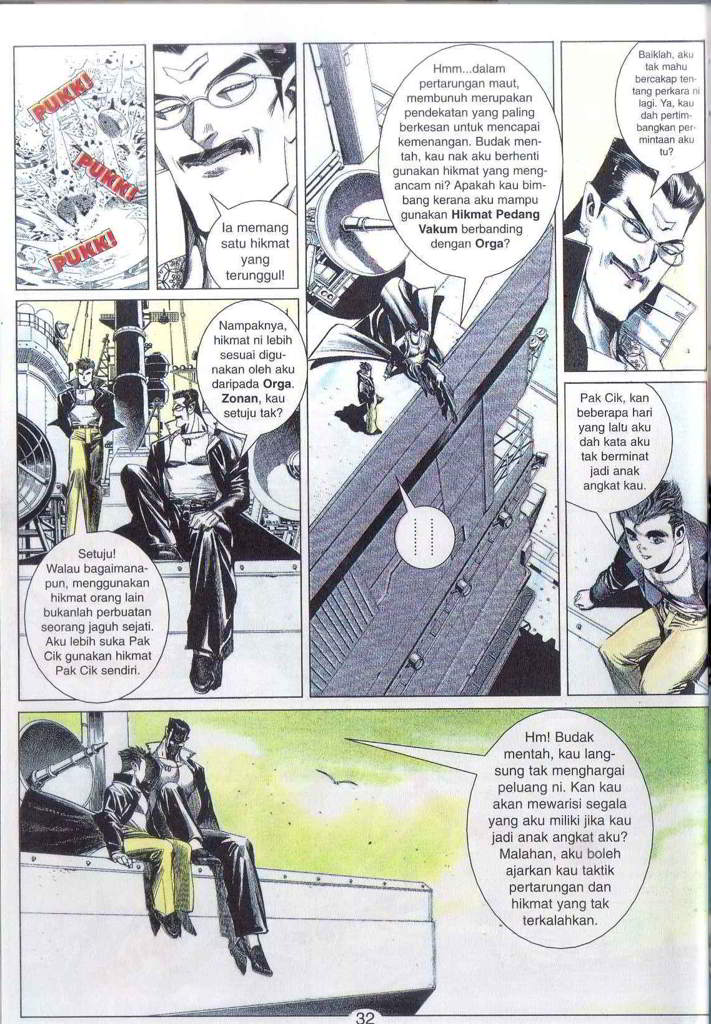 PUKK!
PUKK!
PUKK!
Ia memang
satu hikmat
yang
terunggul!
Nampaknya,
hikmat ni lebih
sesuai digu-
nakan oleh aku
daripada Orga.
Zonan, kau
setuju tak?
Setuju!
Walau bagaimana-
pun, menggunakan
hikmat orang lain
bukanlah perbuatan
seorang jaguh sejati.
Aku lebih suka Pak
Cik gunakan hikmat
Pak Cik sendiri.
Hmm...dalam
pertarungan maut,
membunuh merupakan
pendekatan yang paling
berkesan untuk mencapai
kemenangan. Budak men-
tah, kau nak aku berhenti
gunakan hikmat yang meng-
ancam ni? Apakah kau bim-
bang kerana aku mampu
gunakan Hikmat Pedang
Vakum berbanding
dengan Orga?
Baiklah, aku
tak mahu
bercakap ten-
tang perkara ni
lagi. Ya, kau
dah pertim-
bangkan per-
mintaan aku
tu?
Pak Cik, kan
beberapa hari
yang lalu aku
dah kata aku
tak berminat
jadi anak
angkat kau.
Hm! Budak
mentah, kau lang-
sung tak menghargai
peluang ni. Kan kau
akan mewarisi segala
yang aku miliki jika kau
jadi anak angkat aku?
Malahan, aku boleh
ajarkan kau taktik
pertarungan dan
hikmat yang tak
terkalahkan.
32